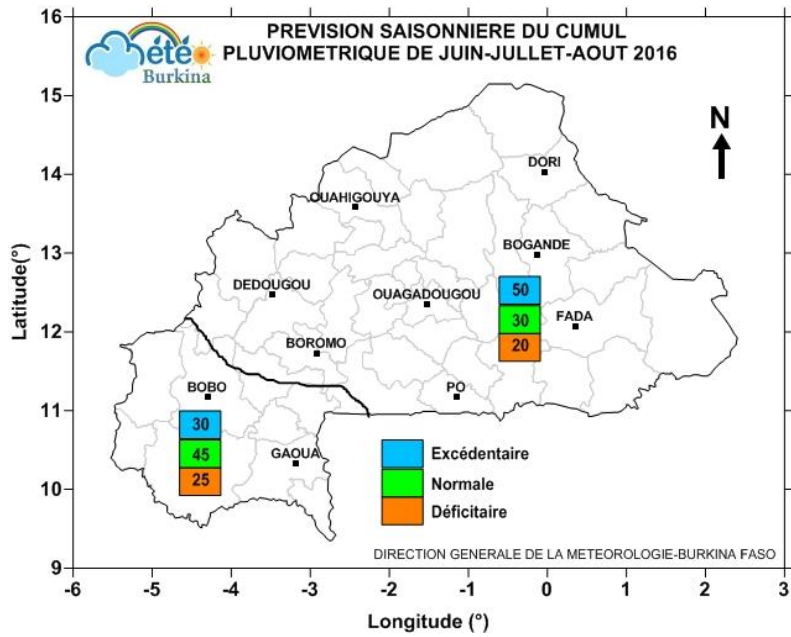 PREVISION SAISONNIERE DU CUMUL
PLUVIOMETRIQUE DE JUIN-JUILLET-AOUT 2016
Météo
Burkina
N
DORI
OUAHIGOUYA
BOGANDE
DEDOUGOU
OUAGADOUGOU
50
FADA
30
BOROMO
20
BOBO
PO
30
45
GAOUA
25
Excédentaire
Normale
Déficitaire
DIRECTION GENERALE DE LA METEOROLOGIE-BURKINA FASO
Latitude(°)
16
15
14
13
12
11
10
9
-6 -5 -4 -3 -2 -1 0 1 2 3
Longitude (°)